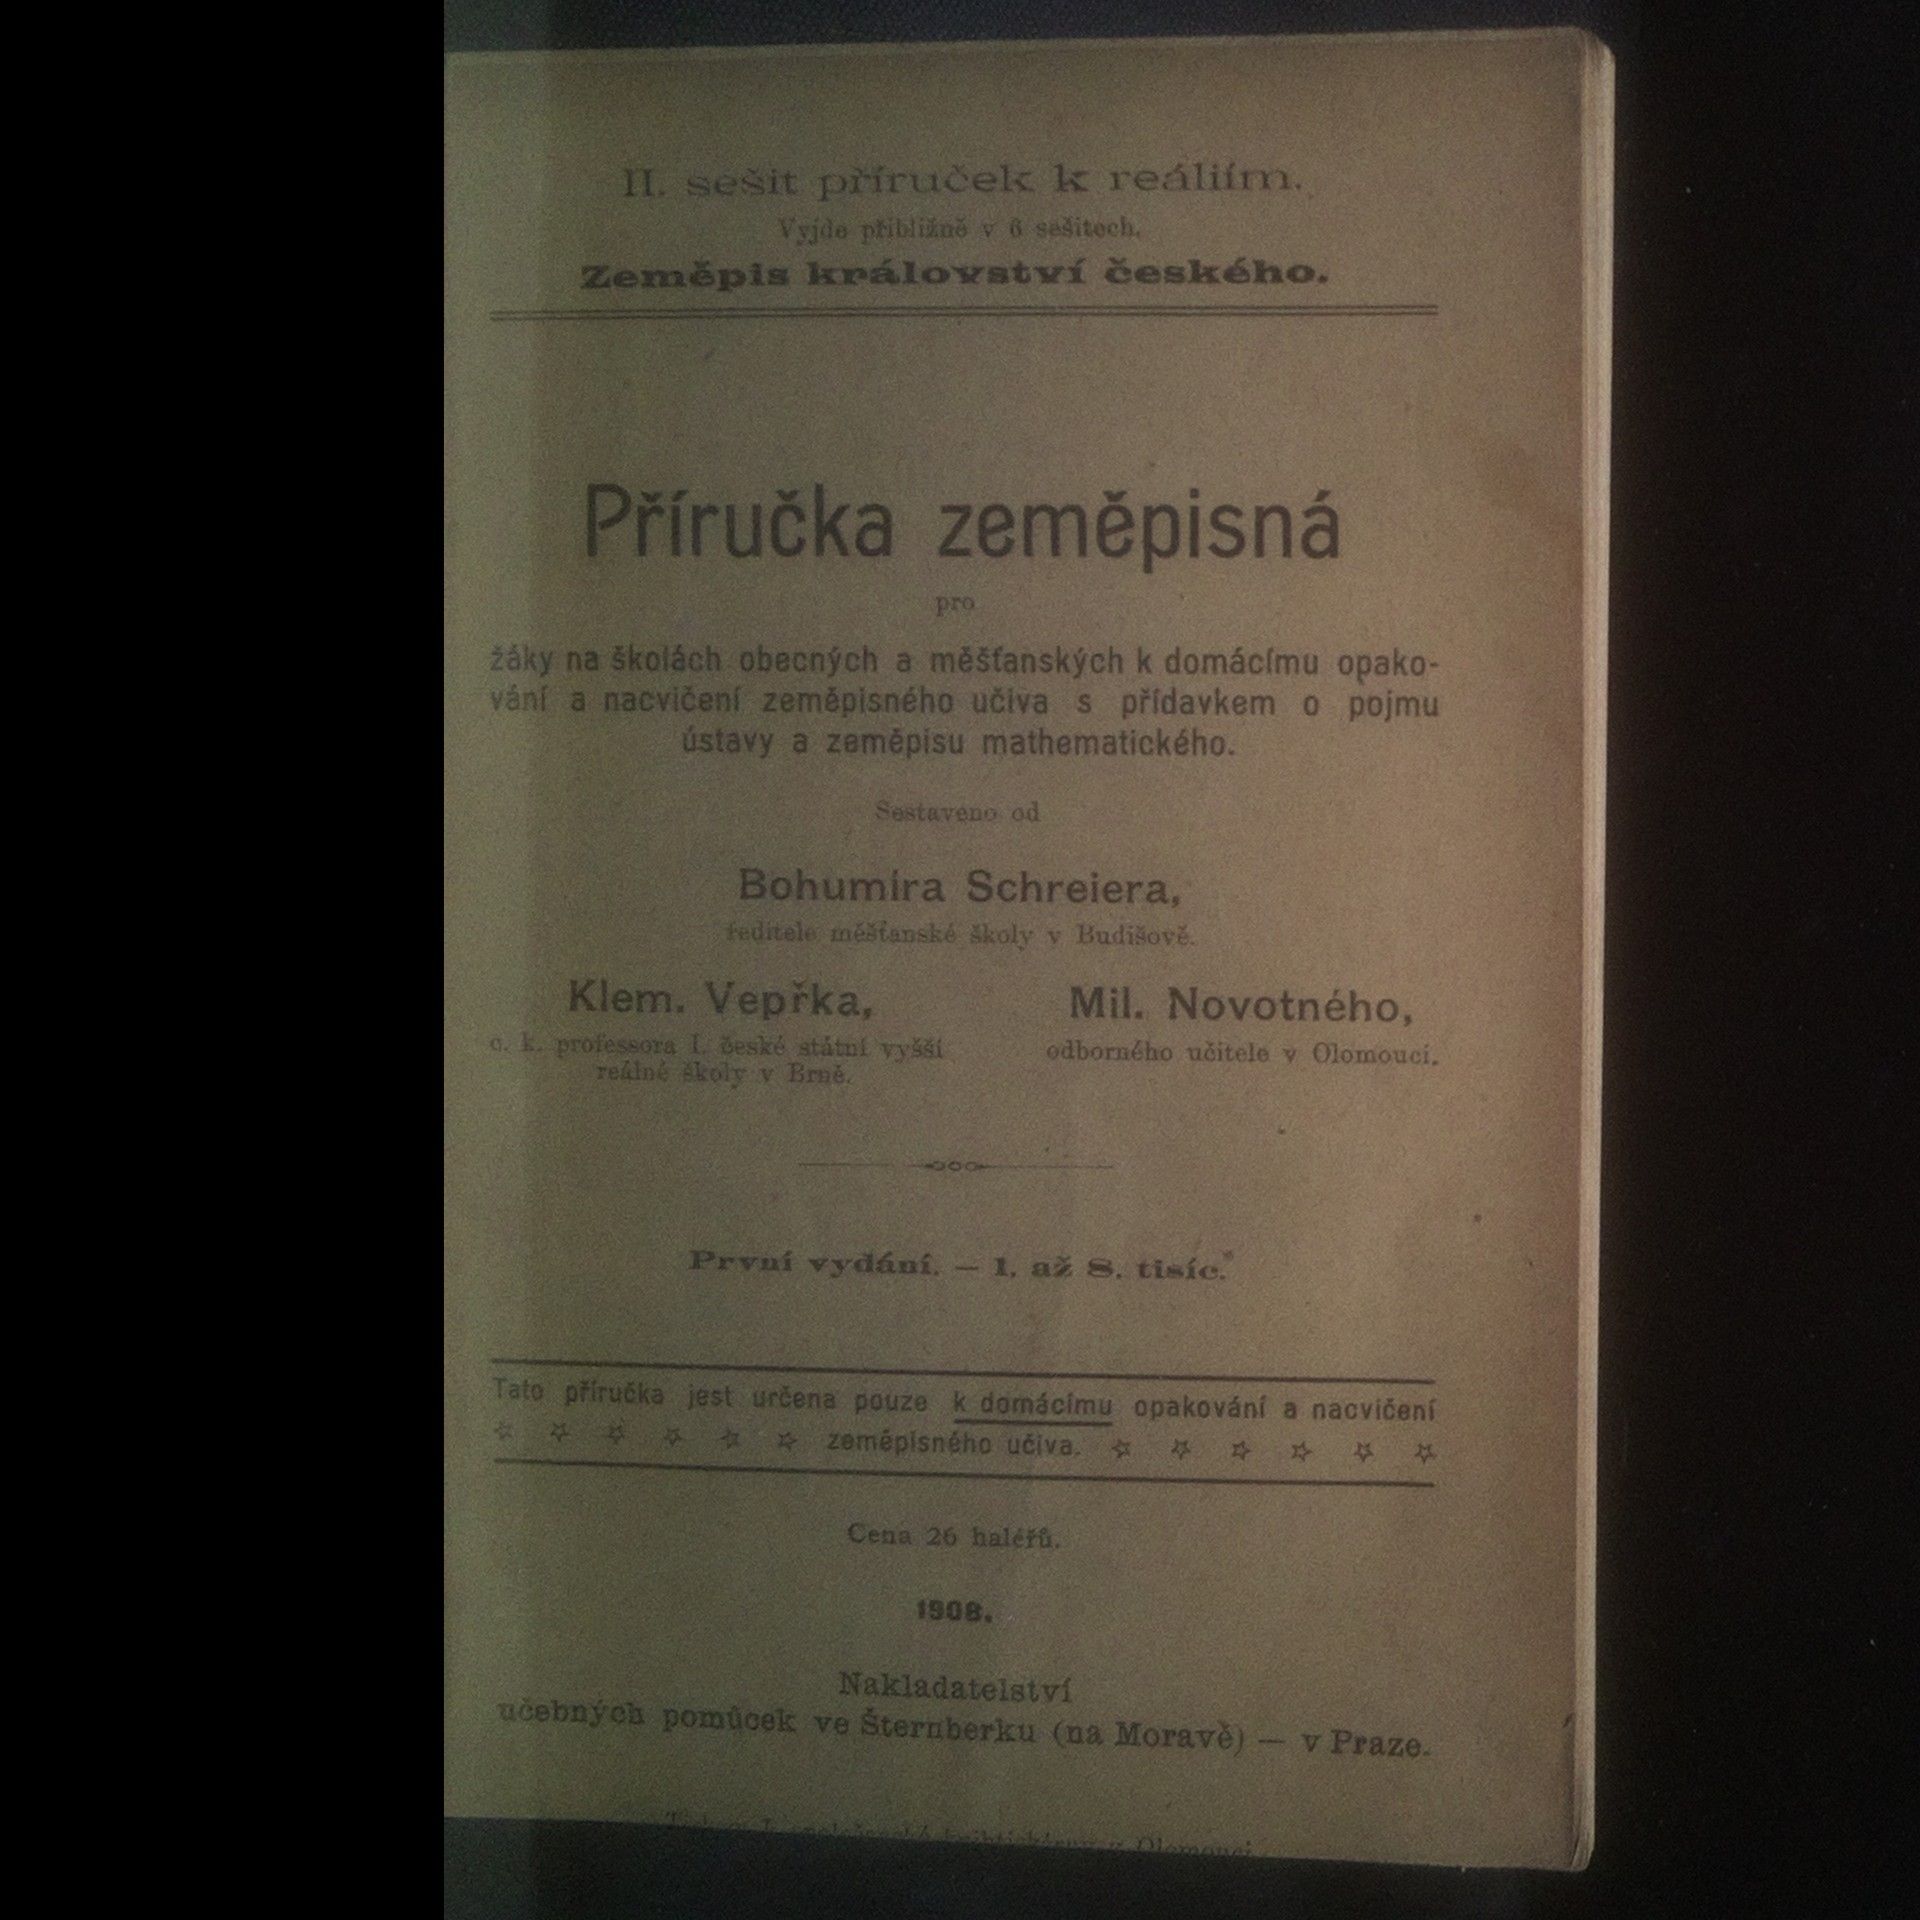 II. sešit příruček k reáliím.
Vyjde přibližně v 6 sešitech.
Zeměpis království českého.
Příručka zeměpisná
pro
žáky na školách obecných a měšťanských k domácímu opako-
vání a nacvičení zeměpisného učiva s přídavkem o pojmu
ústavy a zeměpisu mathematického.
Sestaveno od
Bohumíra Schreiera,
ředitele měšťanské školy v Budišově.
Klem. Vepřka,
c. k. professora I. české státní vyšší
reálné školy v Brně.
Mil. Novotného,
odborného učitele v Olomouci.
První vydání. — 1. až 8. tisíc.
Tato příručka jest určena pouze k domácímu opakování a nacvičení
zeměpisného učiva.
Cena 26 haléřů.
1908.
Nakladatelství
učebných pomůcek ve Šternberku (na Moravě) — v Praze.
Olomouci